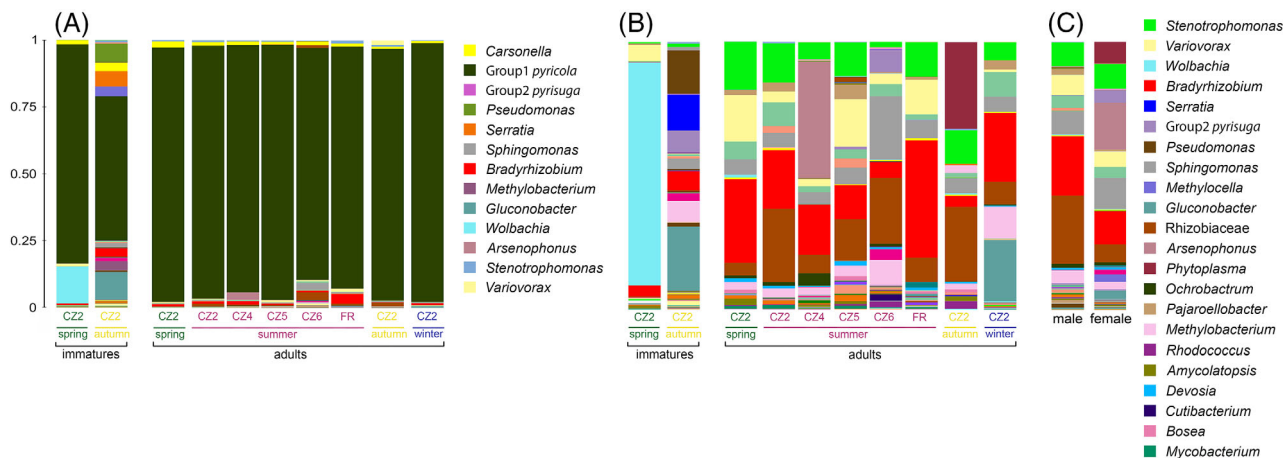 (A)
1
0.75
0.50
0.25
0
CZ2 CZ2 CZ2 CZ2 CZ4 CZ5 CZ6 FR CZ2 CZ2
spring autumn spring summer autumn winter
immatures adults
Carsonella
Group1 pyricola
Group2 pyrisuga
Pseudomonas
Serratia
Sphingomonas
Bradyrhizobium
Methylobacterium
Gluconobacter
Wolbachia
Arsenophonus
Stenotrophomonas
Variovorax
(B)
CZ2 CZ2 CZ2 CZ2 CZ4 CZ5 CZ6 FR CZ2 CZ2
spring autumn spring summer autumn winter
immatures adults
(C)
male female
Stenotrophomonas
Variovorax
Wolbachia
Bradyrhizobium
Serratia
Group2 pyrisuga
Pseudomonas
Sphingomonas
Methylocella
Gluconobacter
Rhizobiaceae
Arsenophonus
Phytoplasma
Ochrobactrum
Pajaroellobacter
Methylobacterium
Rhodococcus
Amycolatopsis
Devosia
Cutibacterium
Bosea
Mycobacterium